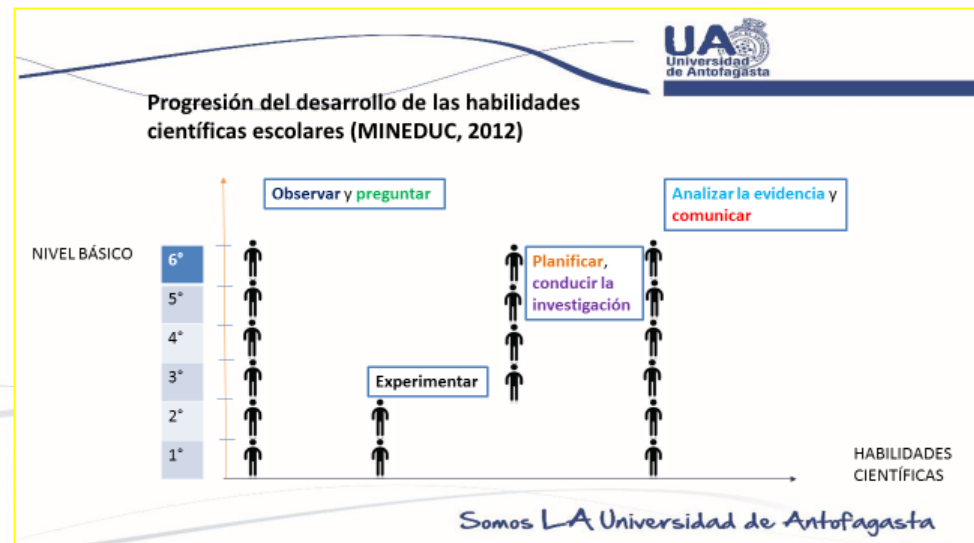 UA
Universidad
de Antofagasta
Progresión del desarrollo de las habilidades
científicas escolares (MINEDUC, 2012)
Observar y preguntar
Analizar la evidencia y
comunicar
NIVEL BÁSICO
6°
Planificar,
conducir la
investigación
5°
4°
3°
Experimentar
2°
1°
HABILIDADES
CIENTÍFICAS
Somos LA Universidad de Antofagasta